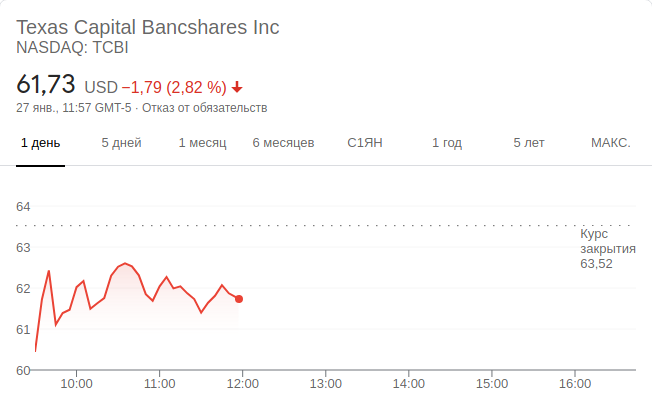 Texas Capital Bancshares Inc
NASDAQ: TCBI
61,73 USD −1,79 (2,82 %)
27 янв., 11:57 GMT-5 · Отказ от обязательств
1 день 5 дней 1 месяц 6 месяцев С1ЯН 1 год 5 лет МАКС.
64
Курс
закрытия
63,52
63
62
61
60
10:00 11:00 12:00 13:00 14:00 15:00 16:00